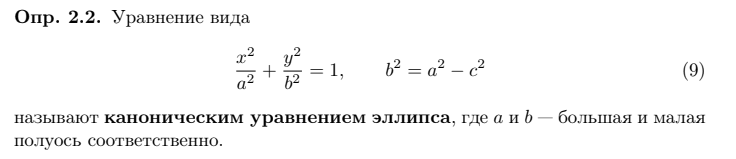 Опр. 2.2. Уравнение вида
x²/a² + y²/b² = 1, b² = a² − c² (9)
называют каноническим уравнением эллипса, где a и b — большая и малая
полуось соответственно.